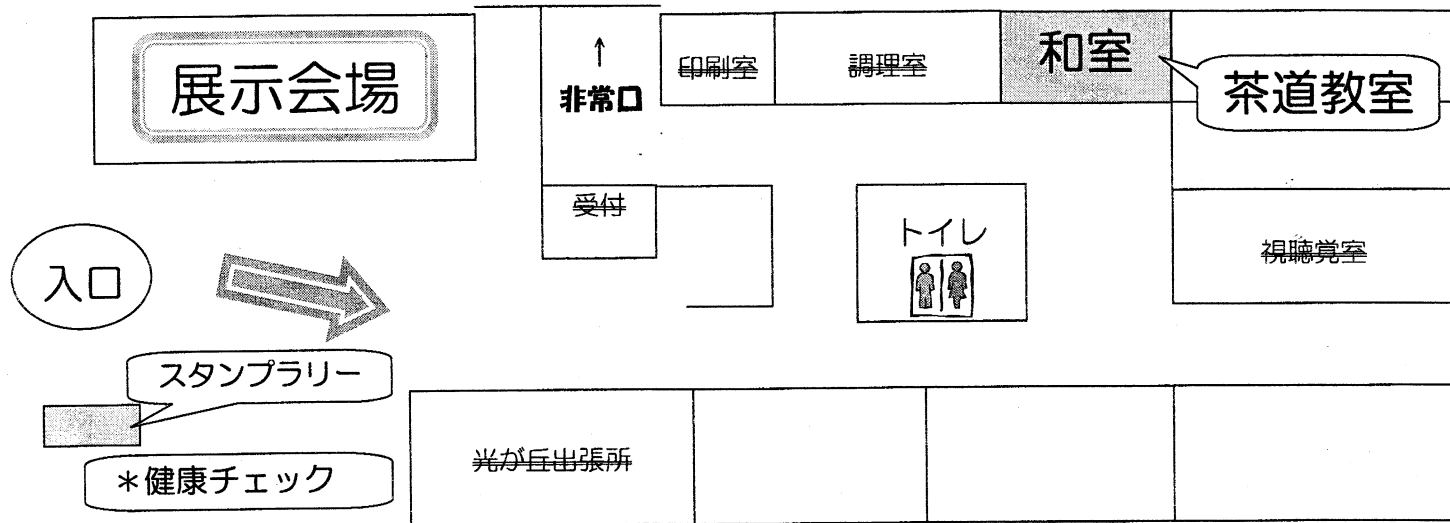 展示会場
↑
非常口
印刷室
調理室
和室
茶道教室
受付
トイレ
視聴覚室
入口
スタンプラリー
*健康チェック
光が丘出張所